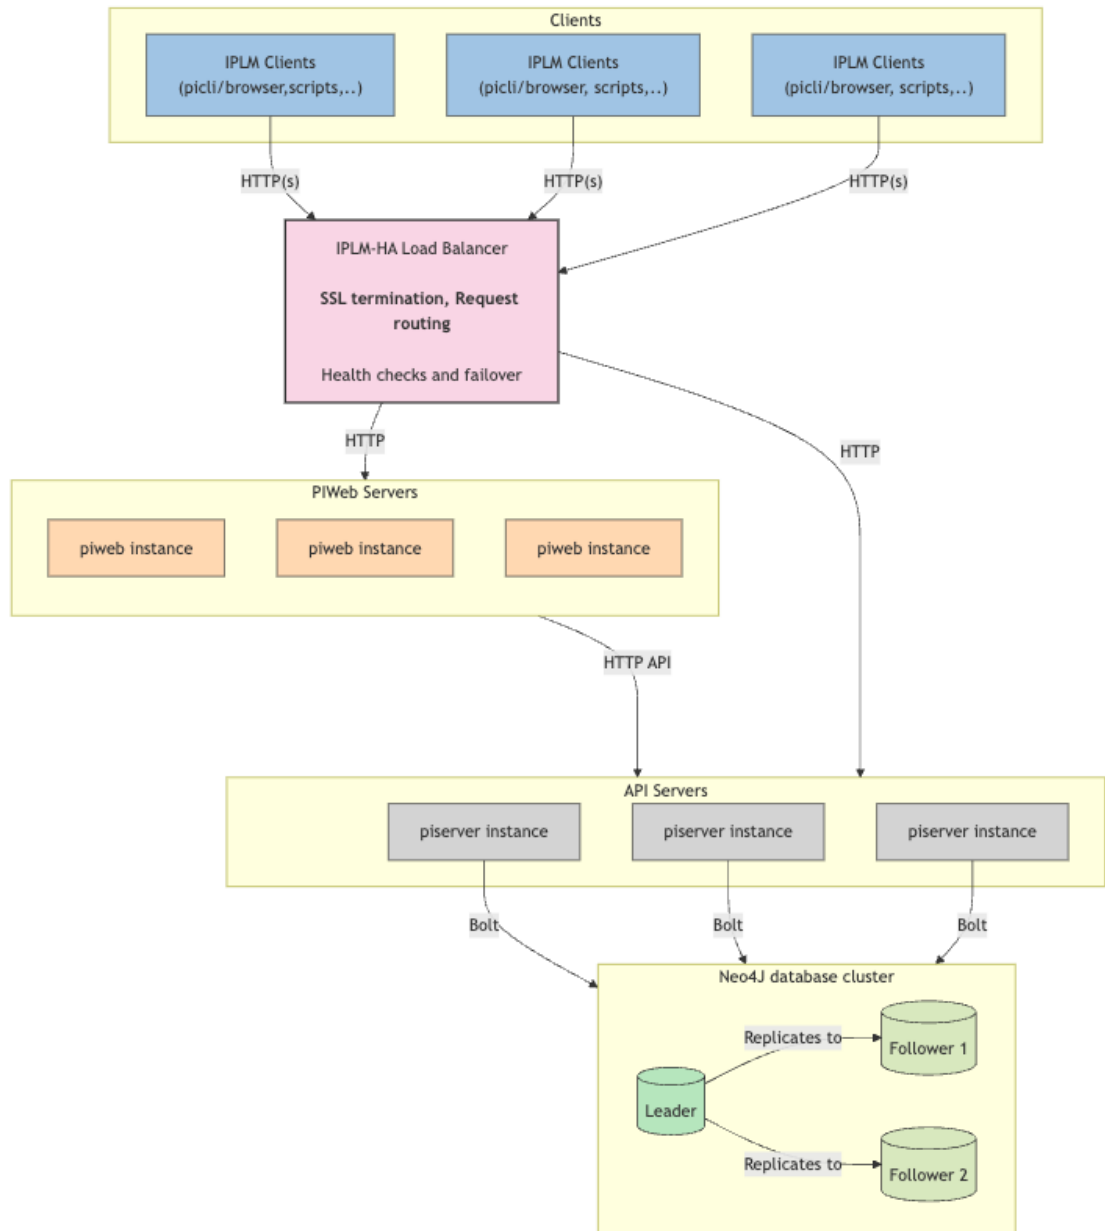 Clients
IPLM Clients
(picli/browser,scripts,..)
IPLM Clients
(picli/browser, scripts,..)
IPLM Clients
(picli/browser, scripts,..)
HTTP(s)
HTTP(s)
HTTP(s)
IPLM-HA Load Balancer
SSL termination, Request
routing
Health checks and failover
HTTP
HTTP
PIWeb Servers
piweb instance
piweb instance
piweb instance
HTTP API
API Servers
piserver instance
piserver instance
piserver instance
Bolt
Bolt
Bolt
Neo4J database cluster
Replicates to
Follower 1
Leader
Replicates to
Follower 2